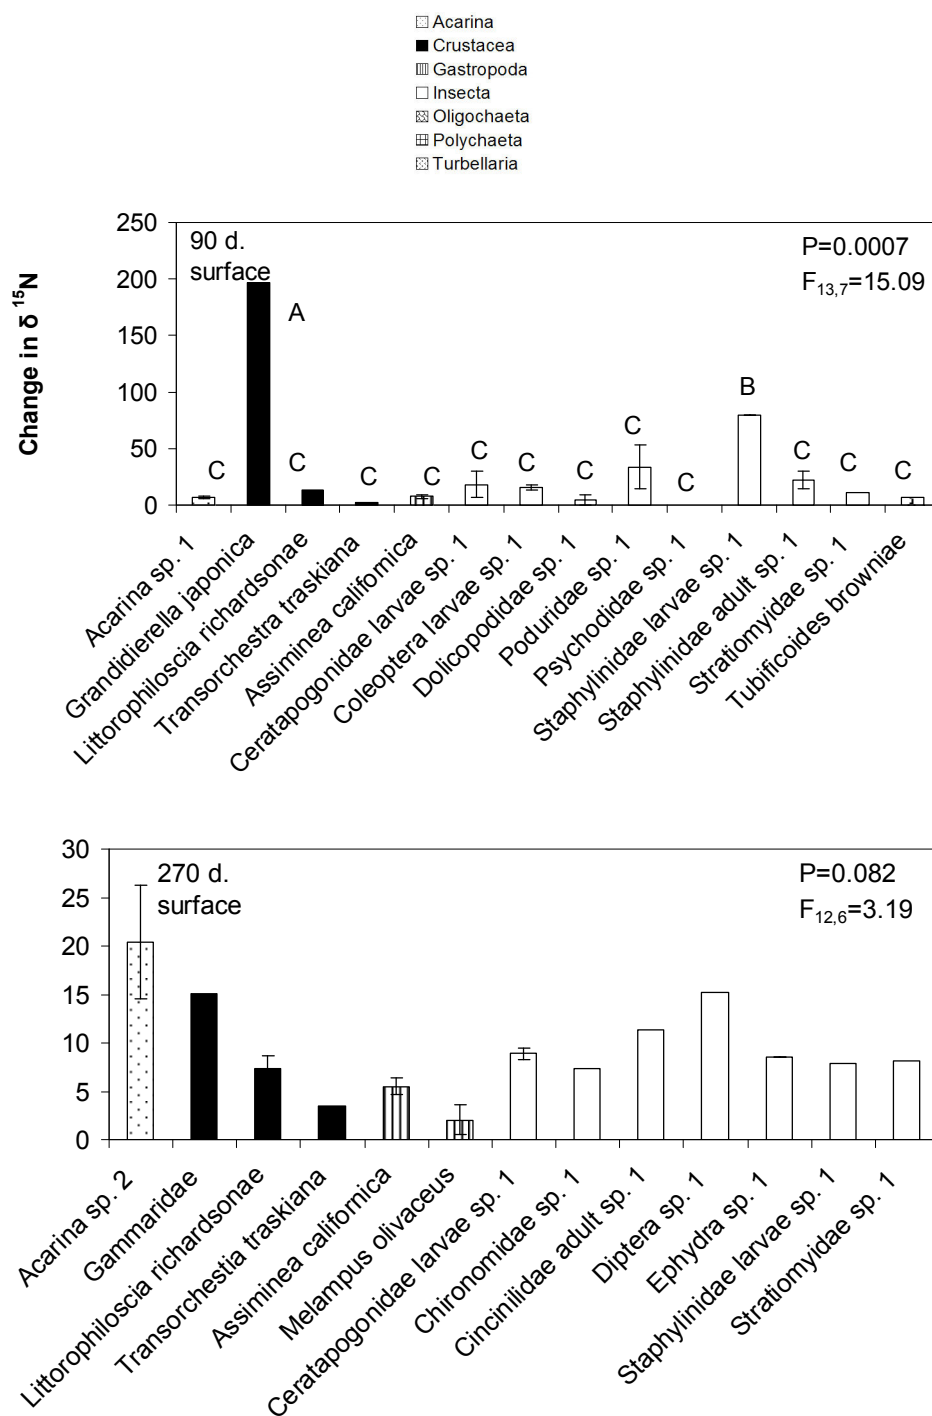 Acarina
Crustacea
Gastropoda
Insecta
Oligochaeta
Polychaeta
Turbellaria
Change in δ ¹⁵N
250
200
150
100
50
0
90 d.
surface
P=0.0007
F₁₃,₇=15.09
C
A
C
C
C
C
C
C
C
C
B
C
C
C
Acarina sp. 1
Grandidierella japonica
Littorophiloscia richardsonae
Transorchestra traskiana
Assiminea californica
Ceratapogonidae larvae sp. 1
Coleoptera larvae sp. 1
Dolicopodidae sp. 1
Poduridae sp. 1
Psychodidae sp. 1
Staphylinidae larvae sp. 1
Staphylinidae adult sp. 1
Stratiomyidae sp. 1
Tubificoides browniae
30
25
20
15
10
5
0
270 d.
surface
P=0.082
F₁₂,₆=3.19
Acarina sp. 2
Gammaridae
Littorophiloscia richardsonae
Transorchestia traskiana
Assiminea californica
Melampus olivaceus
Ceratapogonidae larvae sp. 1
Chironomidae sp. 1
Cincinilidae adult sp. 1
Diptera sp. 1
Ephydra sp. 1
Staphylinidae larvae sp. 1
Stratiomyidae sp. 1